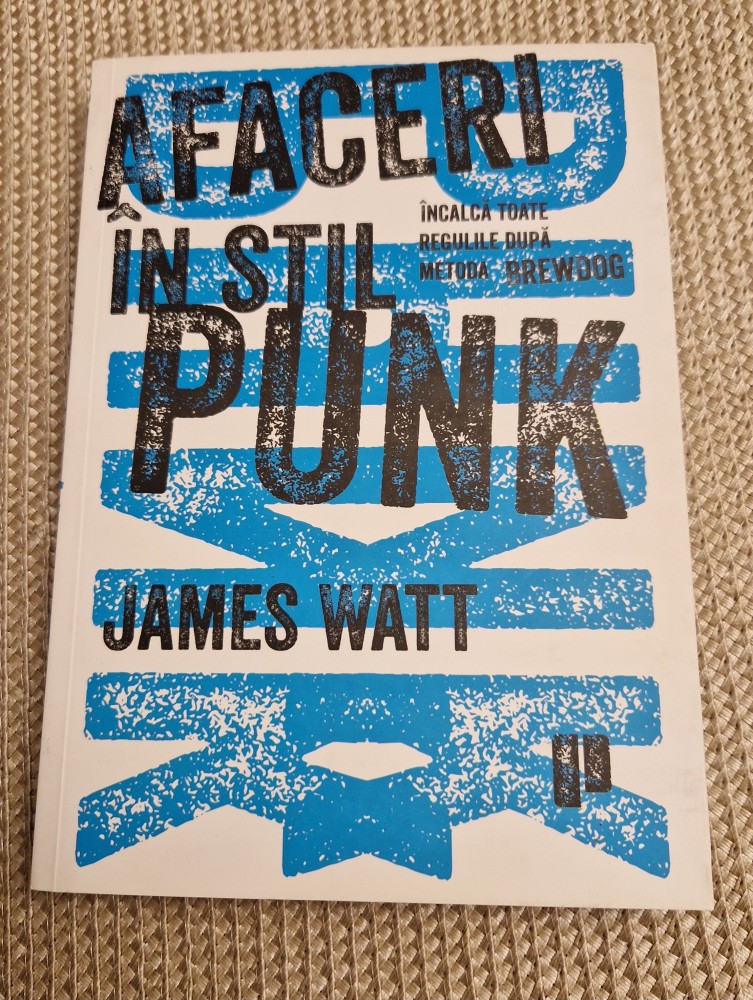 AFACERI
ÎN STIL
PUNK
ÎNCALCĂ TOATE
REGULILE DUPĂ
METODA BREWDOG
JAMES WATT